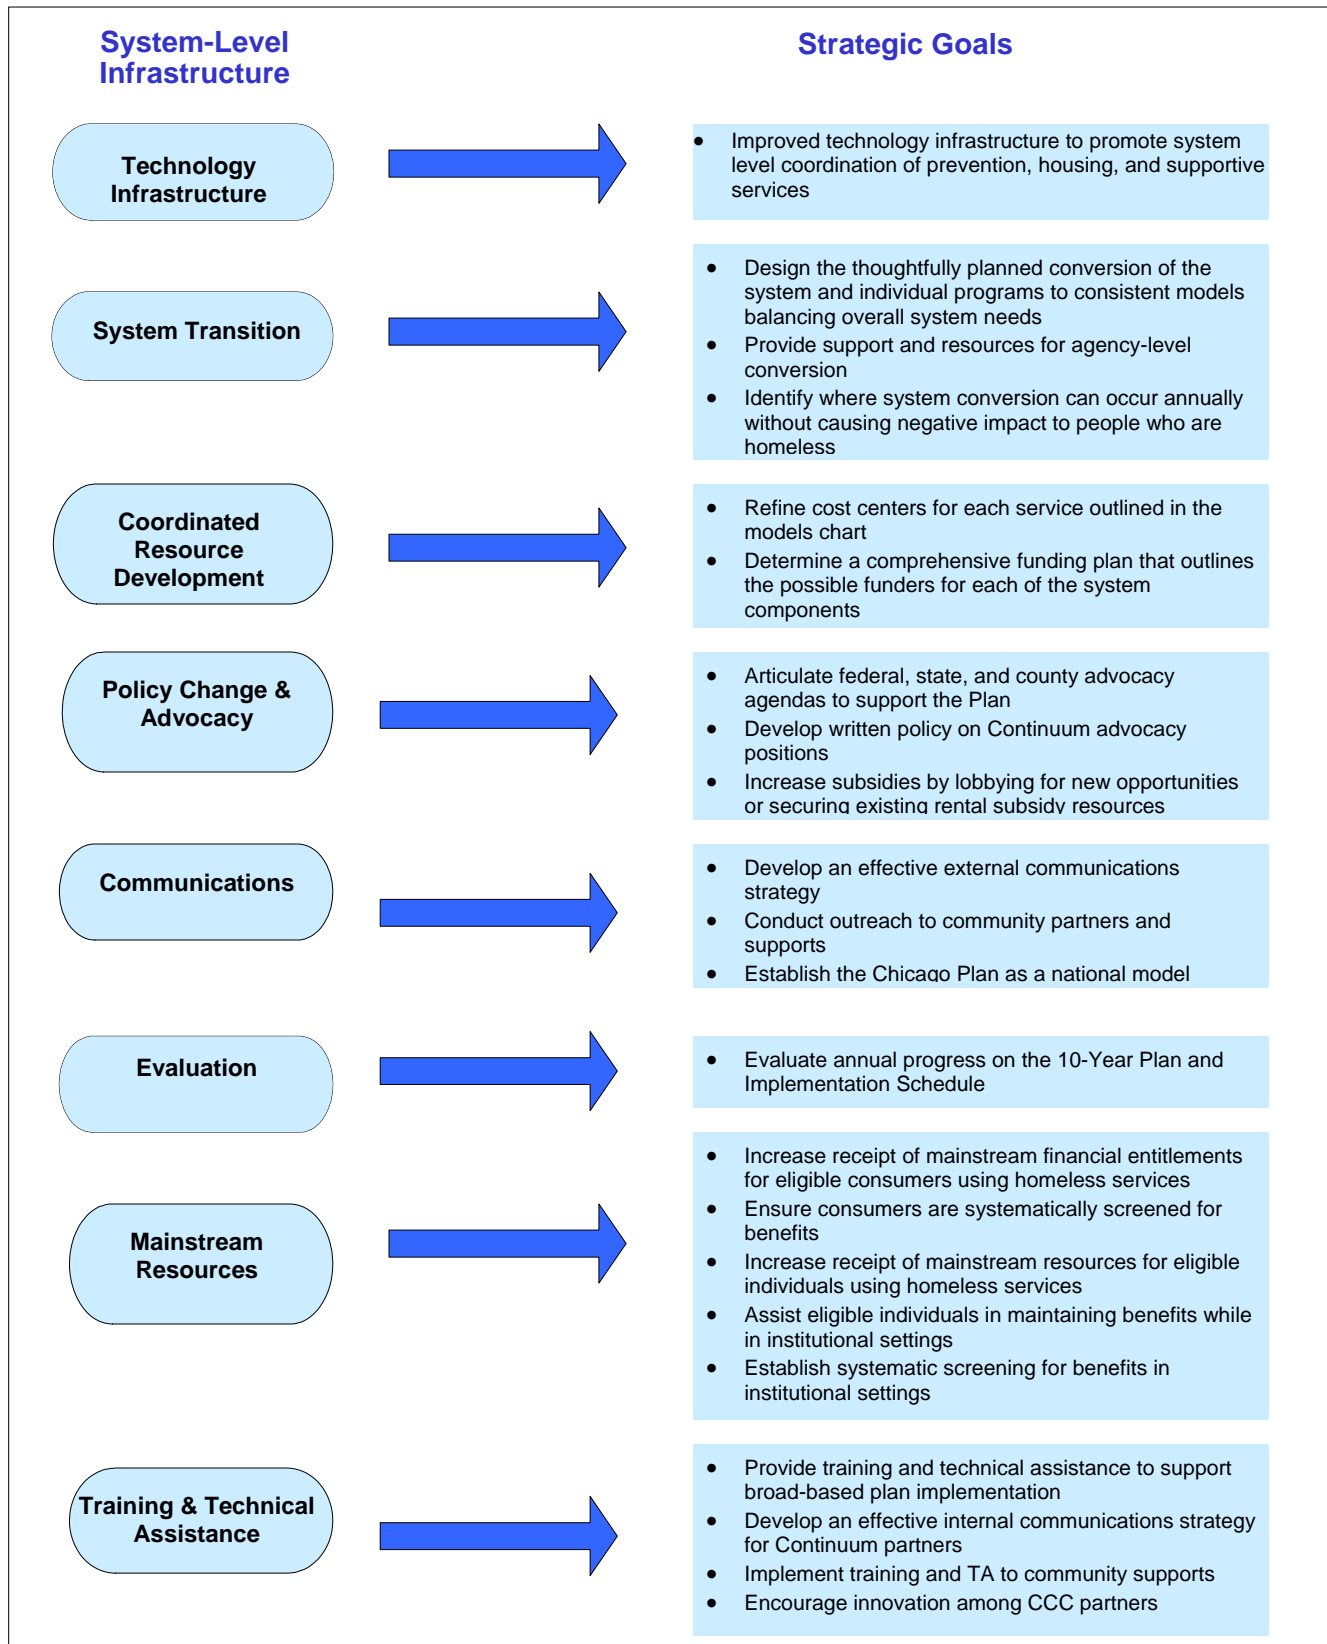 System-Level
Infrastructure
Strategic Goals
Technology
Infrastructure
• Improved technology infrastructure to promote system
level coordination of prevention, housing, and supportive
services
System Transition
• Design the thoughtfully planned conversion of the
system and individual programs to consistent models
balancing overall system needs
• Provide support and resources for agency-level
conversion
• Identify where system conversion can occur annually
without causing negative impact to people who are
homeless
Coordinated
Resource
Development
• Refine cost centers for each service outlined in the
models chart
• Determine a comprehensive funding plan that outlines
the possible funders for each of the system
components
Policy Change &
Advocacy
• Articulate federal, state, and county advocacy
agendas to support the Plan
• Develop written policy on Continuum advocacy
positions
• Increase subsidies by lobbying for new opportunities
or securing existing rental subsidy resources
Communications
• Develop an effective external communications
strategy
• Conduct outreach to community partners and
supports
• Establish the Chicago Plan as a national model
Evaluation
• Evaluate annual progress on the 10-Year Plan and
Implementation Schedule
Mainstream
Resources
• Increase receipt of mainstream financial entitlements
for eligible consumers using homeless services
• Ensure consumers are systematically screened for
benefits
• Increase receipt of mainstream resources for eligible
individuals using homeless services
• Assist eligible individuals in maintaining benefits while
in institutional settings
• Establish systematic screening for benefits in
institutional settings
Training & Technical
Assistance
• Provide training and technical assistance to support
broad-based plan implementation
• Develop an effective internal communications strategy
for Continuum partners
• Implement training and TA to community supports
• Encourage innovation among CCC partners